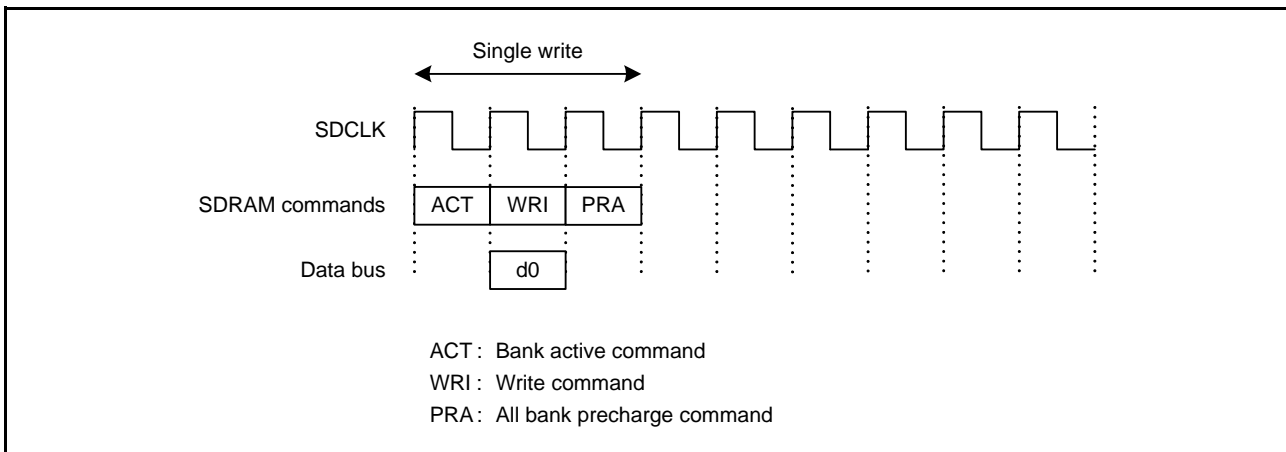 Single write
SDCLK
SDRAM commands ACT WRI PRA
Data bus d0
ACT : Bank active command
WRI : Write command
PRA : All bank precharge command